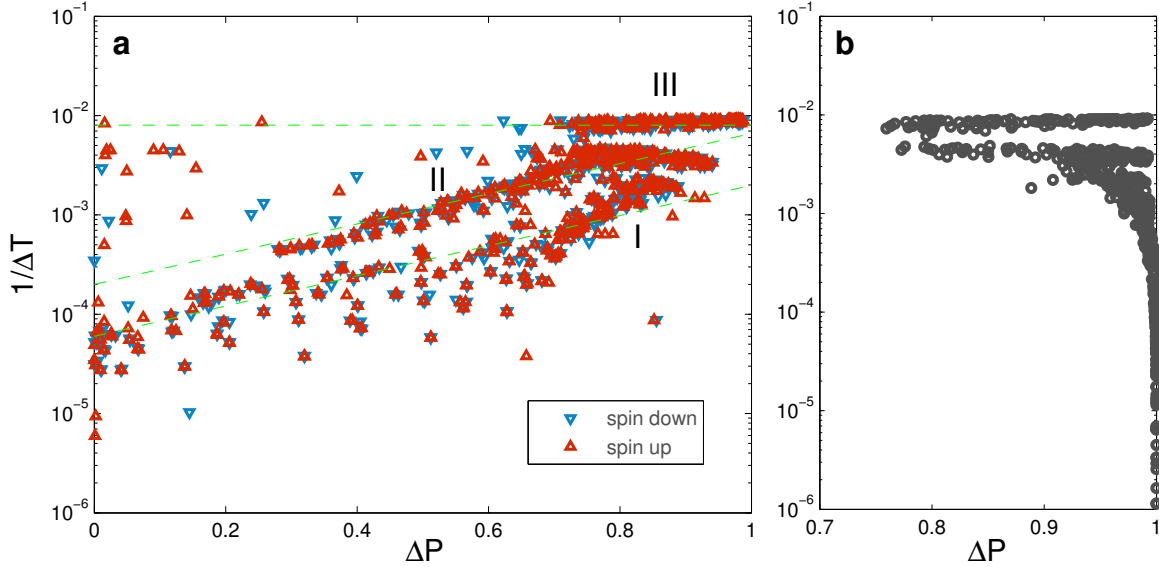 a
b
III
II
I
1/ΔT
10⁻¹
10⁻²
10⁻³
10⁻⁴
10⁻⁵
10⁻⁶
0
0.2
0.4
0.6
0.8
1
ΔP
spin down
spin up
10⁻¹
10⁻²
10⁻³
10⁻⁴
10⁻⁵
10⁻⁶
0.7
0.8
0.9
1
ΔP